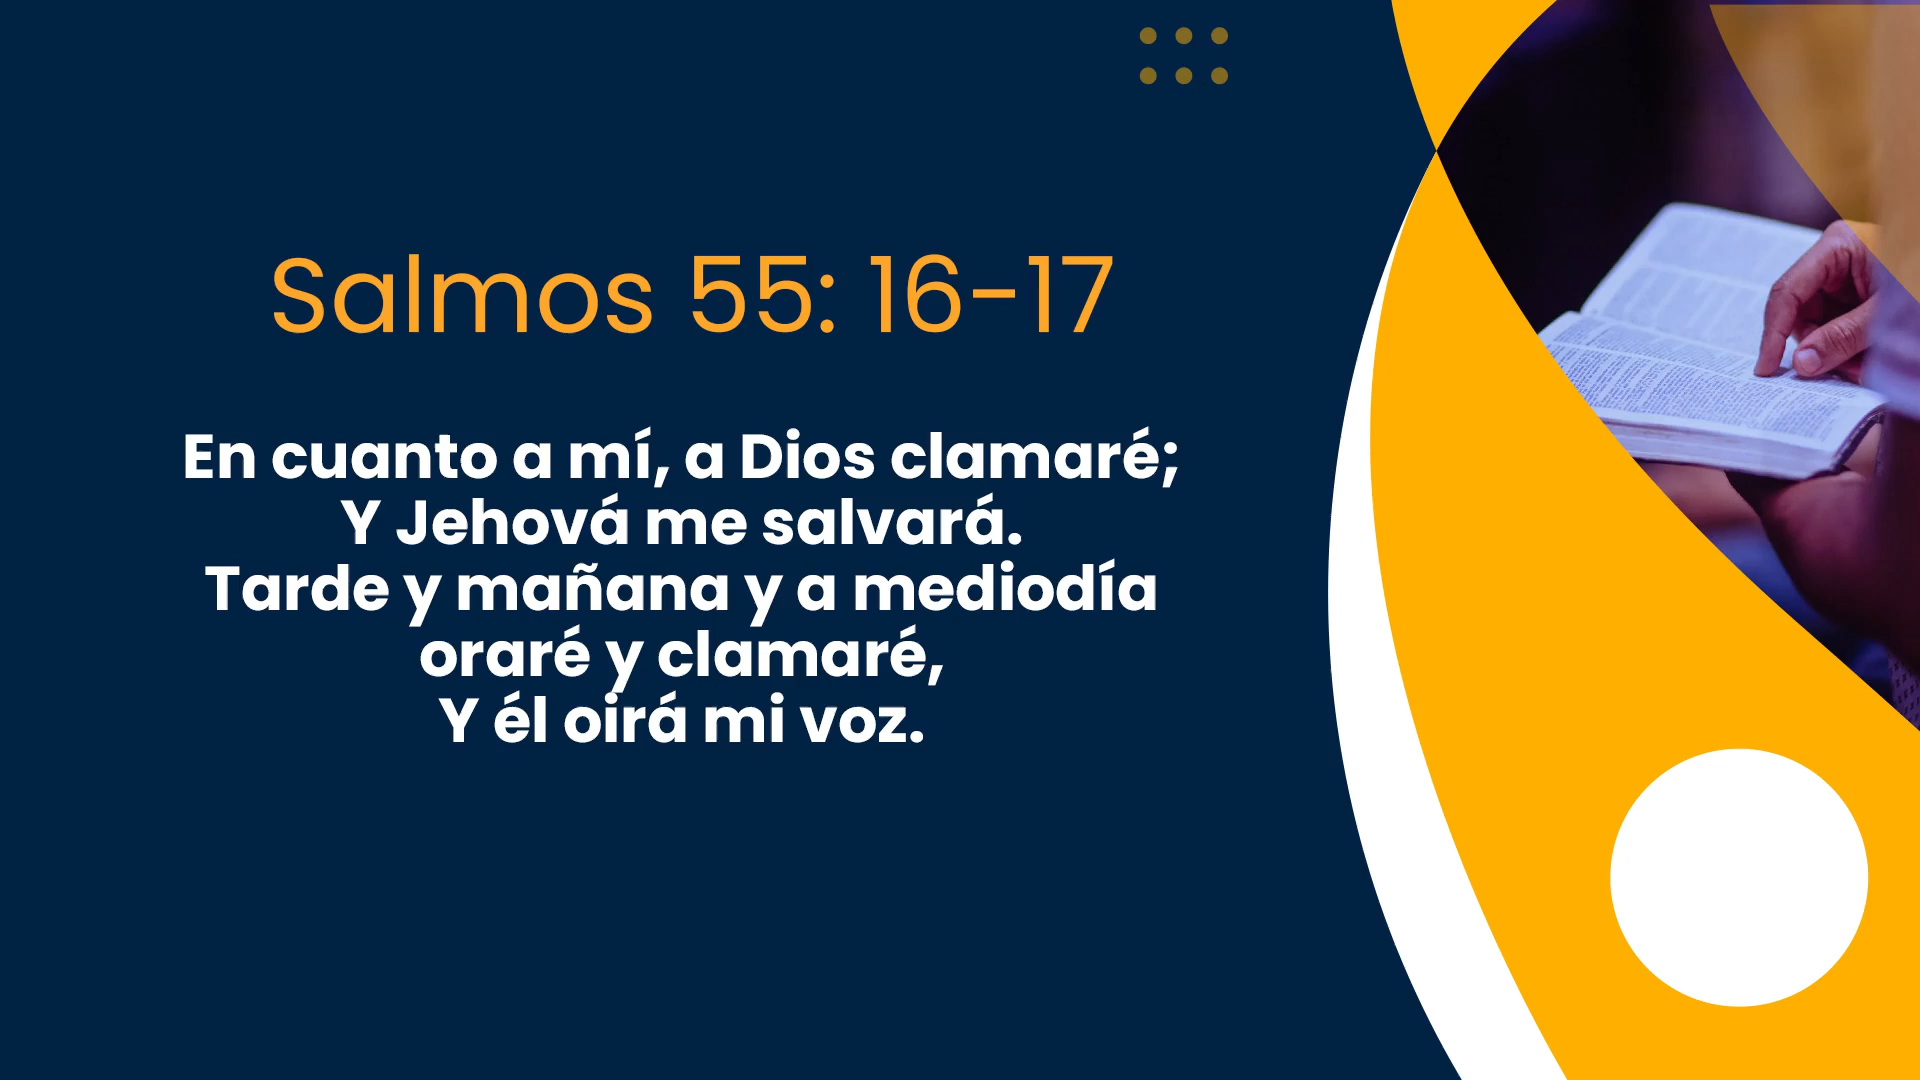 Salmos 55: 16-17
En cuanto a mí, a Dios clamaré;
Y Jehová me salvará.
Tarde y mañana y a mediodía
oraré y clamaré,
Y él oirá mi voz.